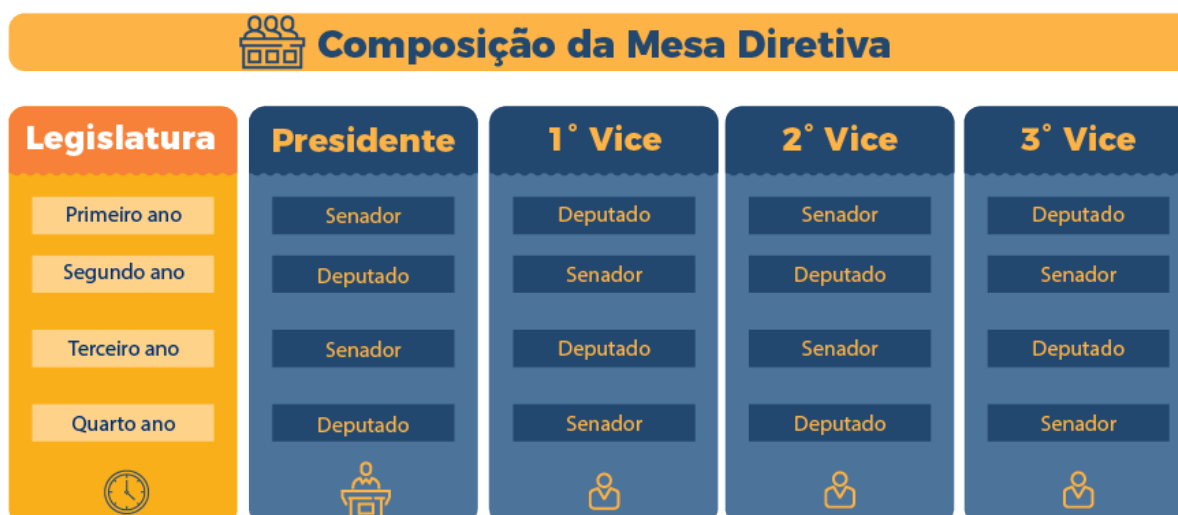 Composição da Mesa Diretiva
Legislatura Presidente 1° Vice 2° Vice 3° Vice
Primeiro ano Senador Deputado Senador Deputado
Segundo ano Deputado Senador Deputado Senador
Terceiro ano Senador Deputado Senador Deputado
Quarto ano Deputado Senador Deputado Senador